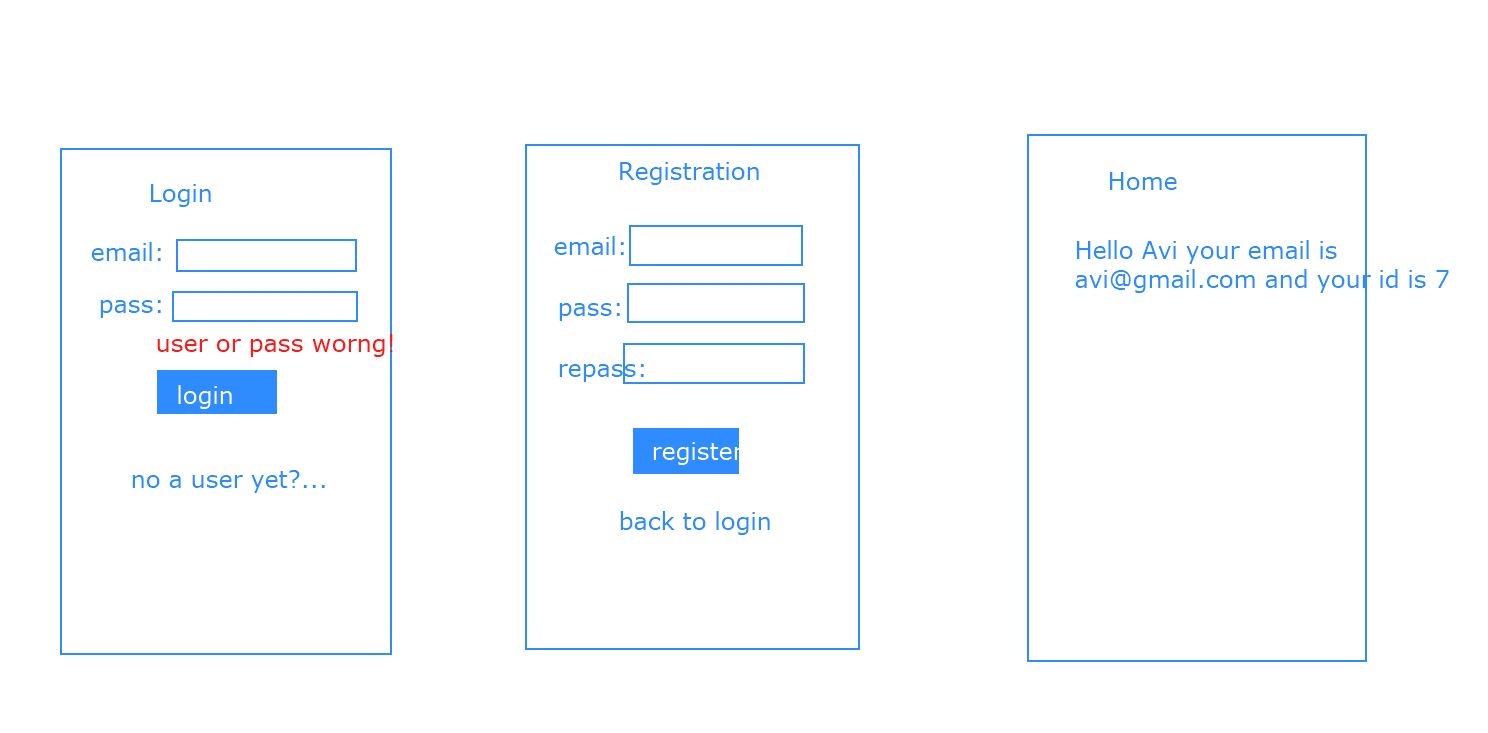 Login
email:
pass:
user or pass worng!
login
no a user yet?...
Registration
email:
pass:
repass:
register
back to login
Home
Hello Avi your email is
avi@gmail.com and your id is 7